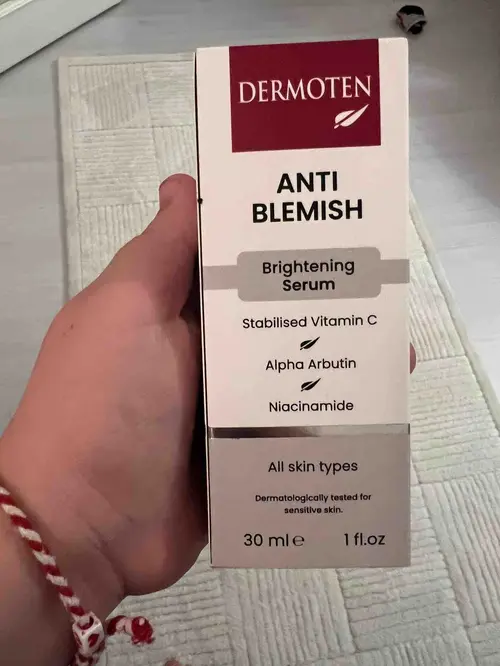 DERMOTEN
ANTI
BLEMISH
Brightening
Serum
Stabilised Vitamin C
Alpha Arbutin
Niacinamide
All skin types
Dermatologically tested for
sensitive skin.
30 ml e 1 fl.oz